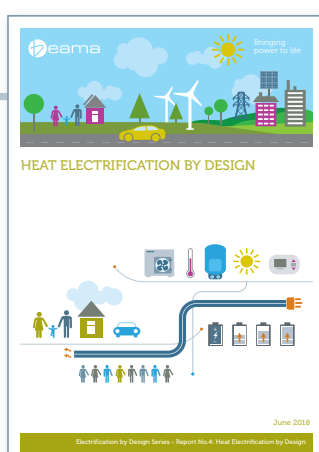 beama
Bringing
power to life
HEAT ELECTRIFICATION BY DESIGN
June 2018
Electrification by Design Series - Report No.4: Heat Electrification by Design